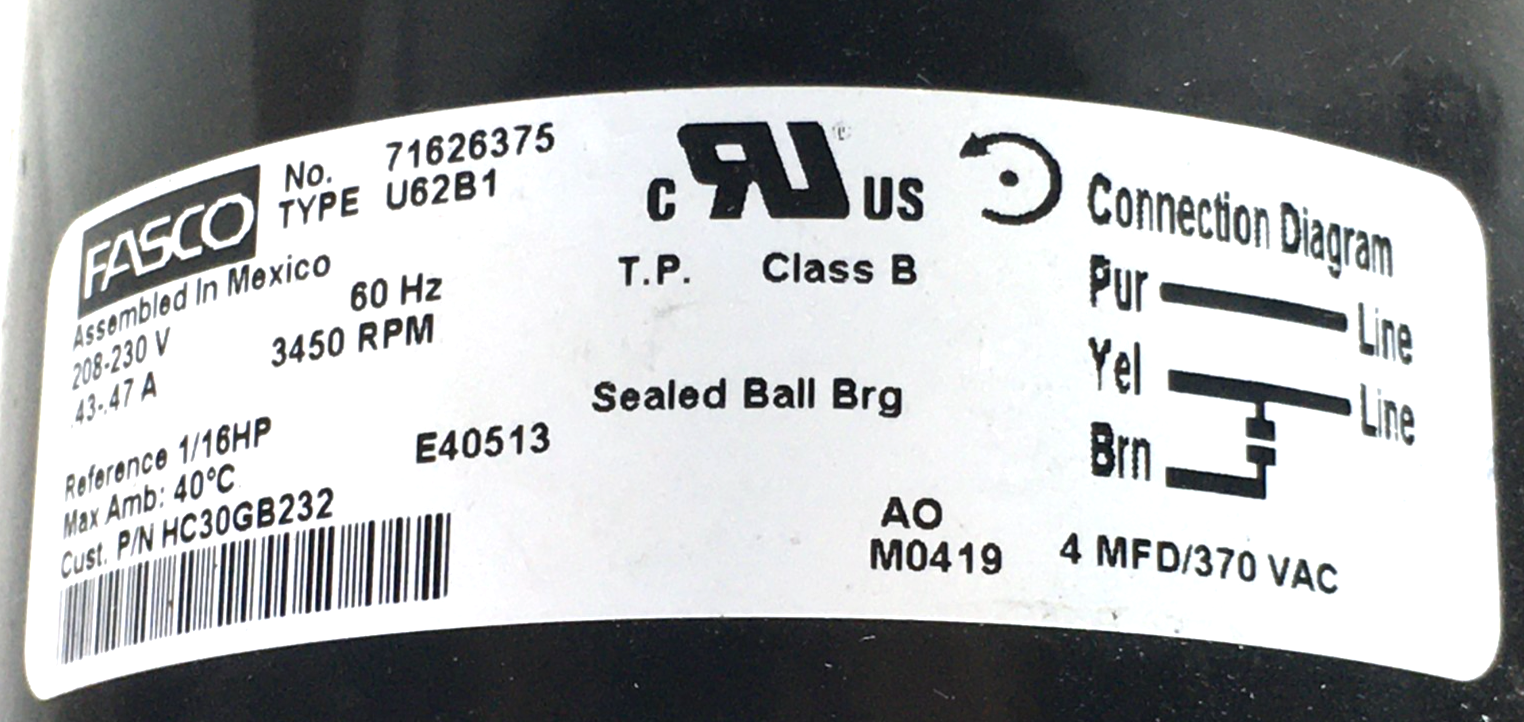 FASCO
No. 71626375
TYPE U62B1
Assembled In Mexico
208-230 V 60 Hz
.43-.47 A 3450 RPM
Reference 1/16HP E40513
Max Amb: 40°C
Cust. P/N HC30GB232
C RU ® US
T.P. Class B
Sealed Ball Brg
AO
M0419
Connection Diagram
Pur Line
Yel Line
Brn
4 MFD/370 VAC